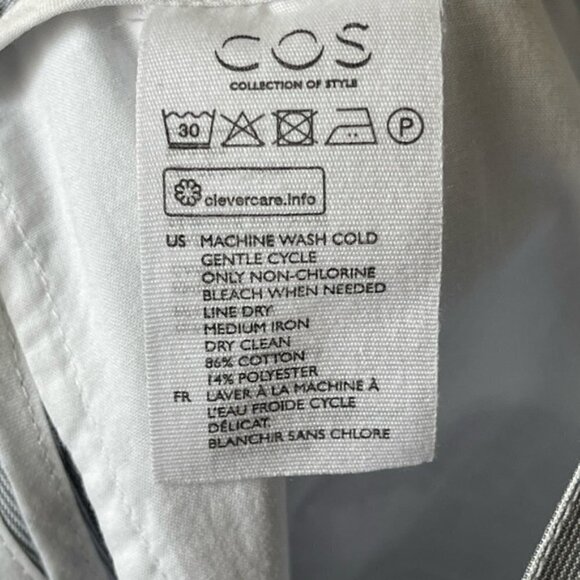 COS
COLLECTION OF STYLE
30 P
clevercare.info
US MACHINE WASH COLD
GENTLE CYCLE
ONLY NON-CHLORINE
BLEACH WHEN NEEDED
LINE DRY
MEDIUM IRON
DRY CLEAN
86% COTTON
14% POLYESTER
FR LAVER À LA MACHINE À
L'EAU FROIDE CYCLE
DÉLICAT
BLANCHIR SANS CHLORE